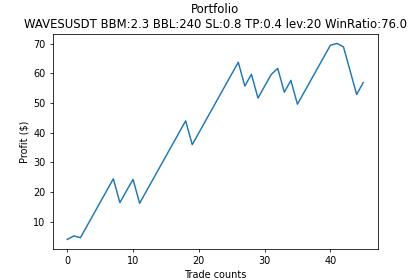 Portfolio
WAVESUSDT BBM:2.3 BBL:240 SL:0.8 TP:0.4 lev:20 WinRatio:76.0
Profit ($)
70
60
50
40
30
20
10
0 10 20 30 40
Trade counts